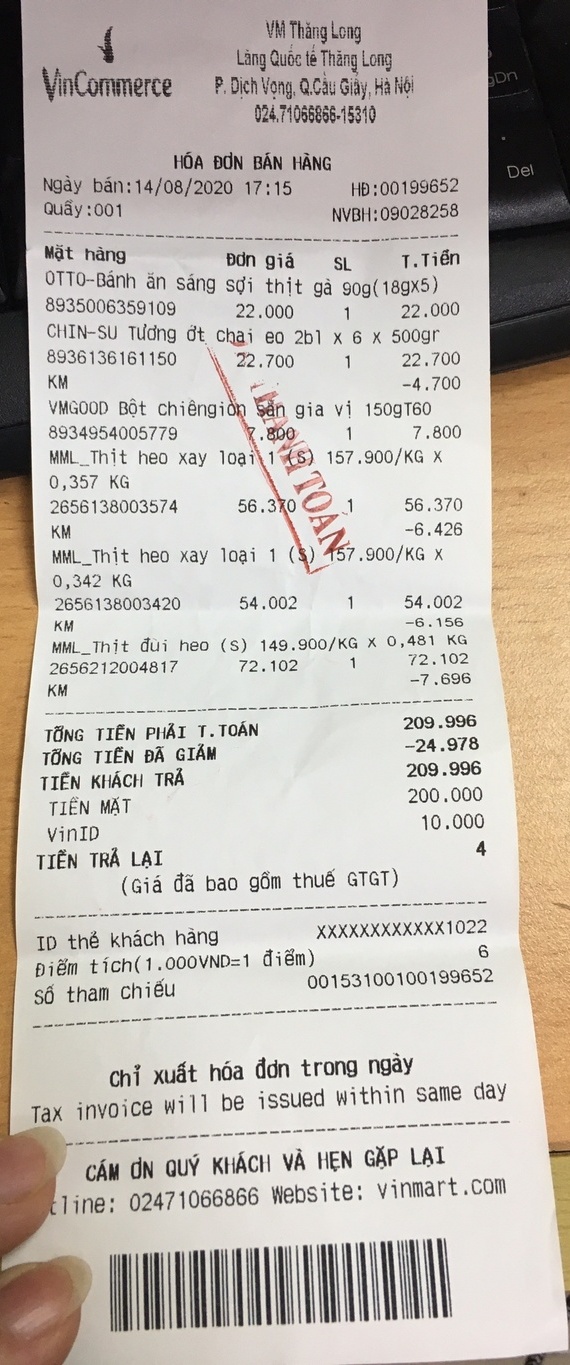 VinCommerce
VM Thăng Long
Làng Quốc tế Thăng Long
P. Dịch Vọng, Q.Cầu Giấy, Hà Nội
024.71066866-15310
HÓA ĐƠN BÁN HÀNG
Ngày bán:14/08/2020 17:15 HĐ:00199652
Quầy:001 NVBH:09028258
Mặt hàng Đơn giá SL T.Tiền
OTTO-Bánh ăn sáng sợi thịt gà 90g(18gx5)
8935006359109 22.000 1 22.000
CHIN-SU Tương ớt chai eo 2bl x 6 x 500gr
8936136161150 22.700 1 22.700
KM -4.700
VMGOOD Bột chiêngiòn sẵn gia vị 150gT60
8934954005779 7.800 1 7.800
MML_Thịt heo xay loại 1 (S) 157.900/KG X
0,357 KG
2656138003574 56.370 1 56.370
KM -6.426
MML_Thịt heo xay loại 1 (S) 157.900/KG X
0,342 KG
2656138003420 54.002 1 54.002
KM -6.156
MML_Thịt đùi heo (S) 149.900/KG X 0,481 KG
2656212004817 72.102 1 72.102
KM -7.696
THANH TOÁN
TỔNG TIỀN PHẢI T.TOÁN 209.996
TỔNG TIỀN ĐÃ GIẢM -24.978
TIỀN KHÁCH TRẢ 209.996
TIỀN MẶT 200.000
VinID 10.000
TIỀN TRẢ LẠI 4
(Giá đã bao gồm thuế GTGT)
ID thẻ khách hàng XXXXXXXXXXXX1022
Điểm tích(1.000VND=1 điểm) 6
Số tham chiếu 00153100100199652
Chỉ xuất hóa đơn trong ngày
Tax invoice will be issued within same day
CÁM ƠN QUÝ KHÁCH VÀ HẸN GẶP LẠI
tline: 02471066866 Website: vinmart.com
Del
gDn